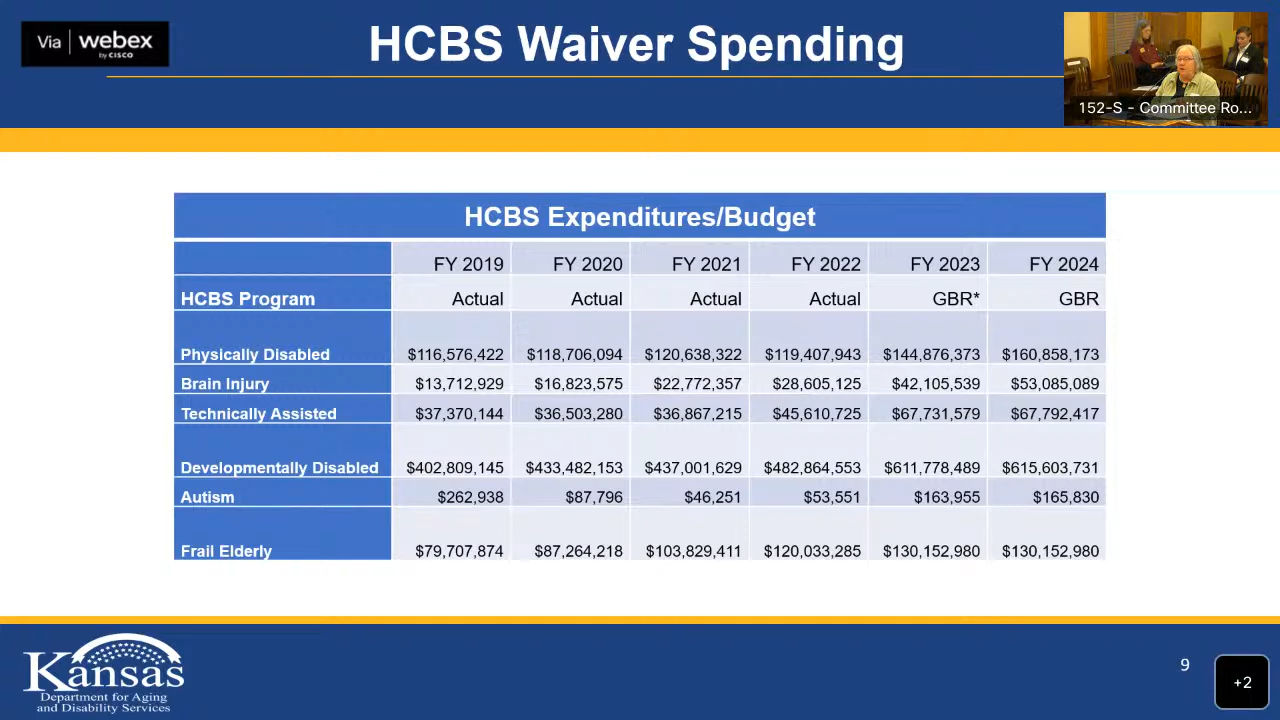 Via webex
by CISCO
HCBS Waiver Spending
152-S - Committee Ro...
HCBS Expenditures/Budget
FY 2019 FY 2020 FY 2021 FY 2022 FY 2023 FY 2024
HCBS Program Actual Actual Actual Actual GBR* GBR
Physically Disabled $116,576,422 $118,706,094 $120,638,322 $119,407,943 $144,876,373 $160,858,173
Brain Injury $13,712,929 $16,823,575 $22,772,357 $28,605,125 $42,105,539 $53,085,089
Technically Assisted $37,370,144 $36,503,280 $36,867,215 $45,610,725 $67,731,579 $67,792,417
Developmentally Disabled $402,809,145 $433,482,153 $437,001,629 $482,864,553 $611,778,489 $615,603,731
Autism $262,938 $87,796 $46,251 $53,551 $163,955 $165,830
Frail Elderly $79,707,874 $87,264,218 $103,829,411 $120,033,285 $130,152,980 $130,152,980
Kansas
Department for Aging
and Disability Services
9
+2